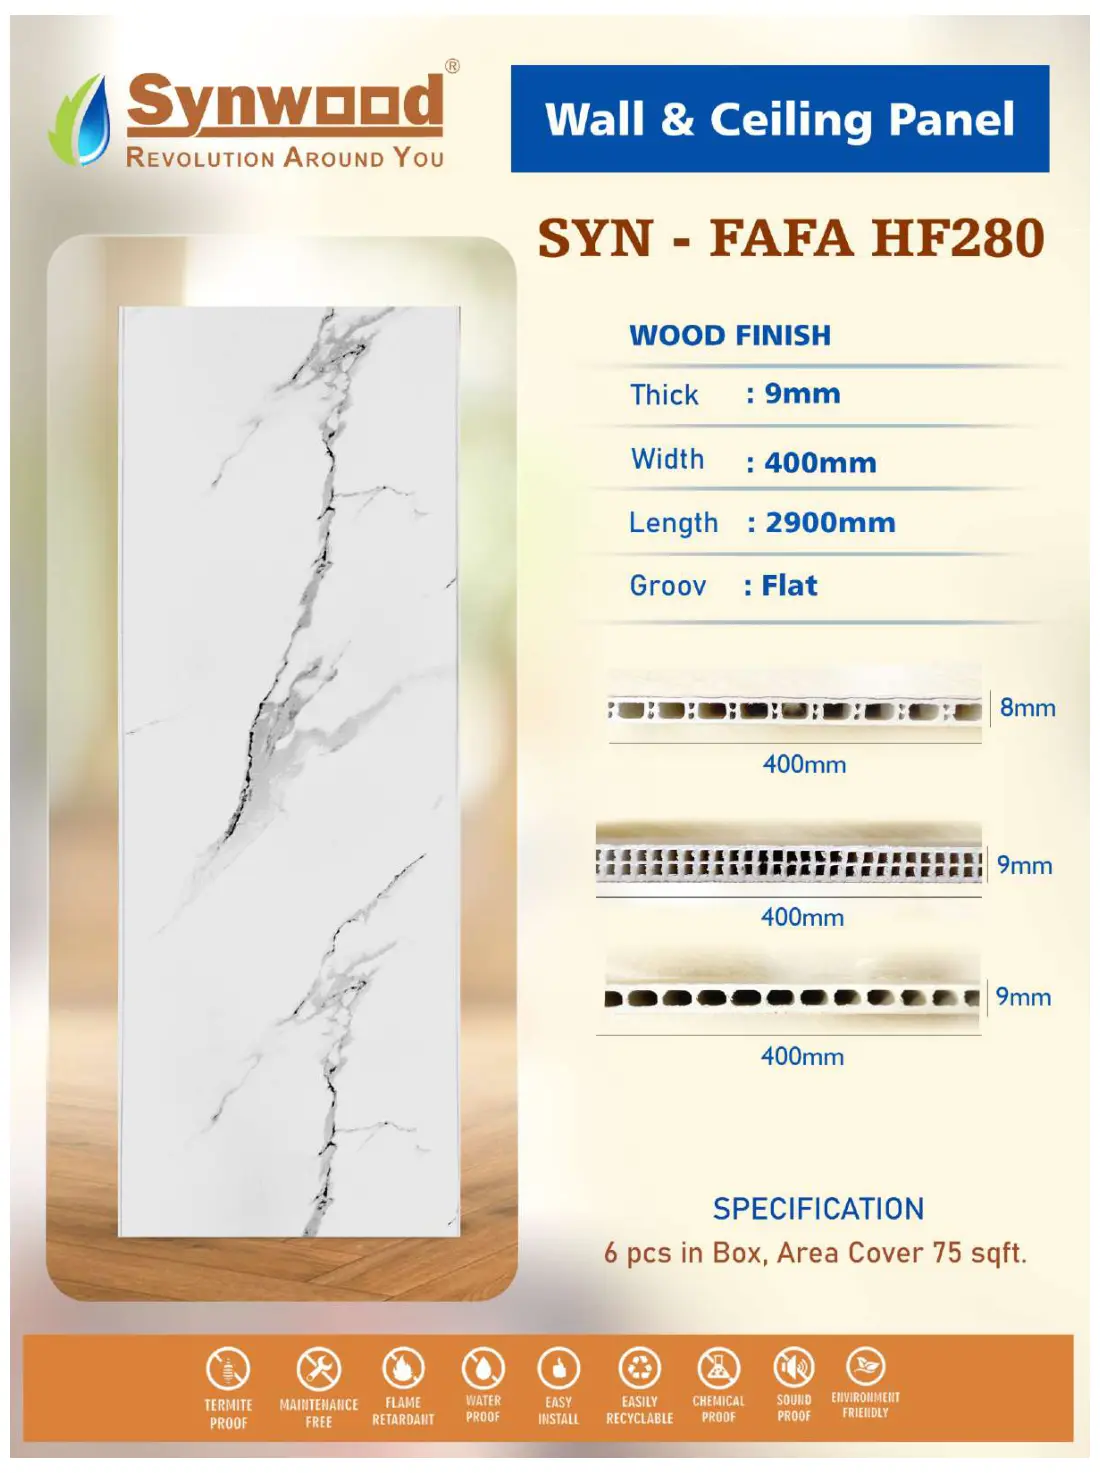 Synwood®
REVOLUTION AROUND YOU
Wall & Ceiling Panel
SYN - FAFA HF280
WOOD FINISH
Thick : 9mm
Width : 400mm
Length : 2900mm
Groov : Flat
8mm
400mm
9mm
400mm
9mm
400mm
SPECIFICATION
6 pcs in Box, Area Cover 75 sqft.
TERMITE PROOF
MAINTENANCE FREE
FLAME RETARDANT
WATER PROOF
EASY INSTALL
EASILY RECYCLABLE
CHEMICAL PROOF
SOUND PROOF
ENVIRONMENT FRIENDLY